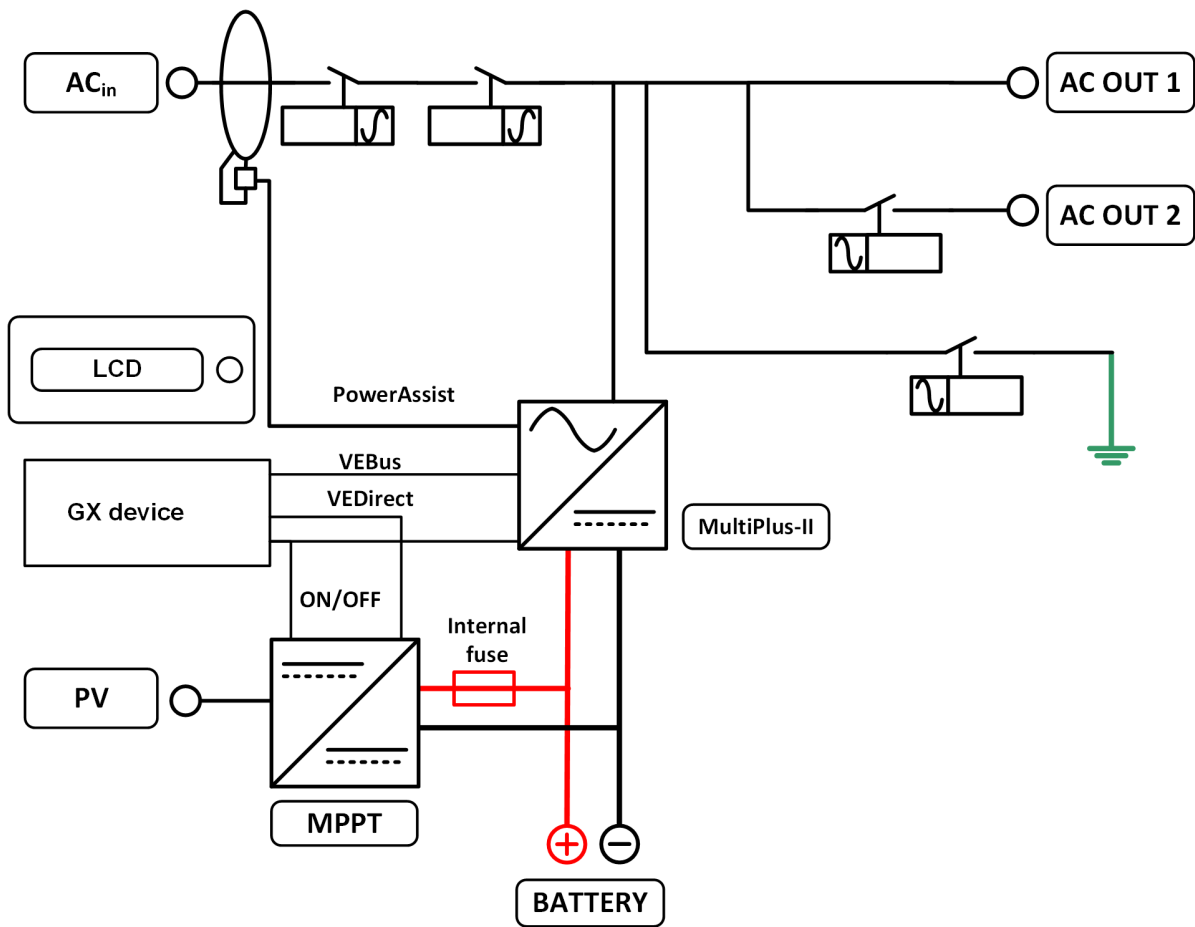 ACin
AC OUT 1
AC OUT 2
LCD
PowerAssist
VEBus
VEDirect
GX device
MultiPlus-II
ON/OFF
Internal
fuse
PV
MPPT
BATTERY